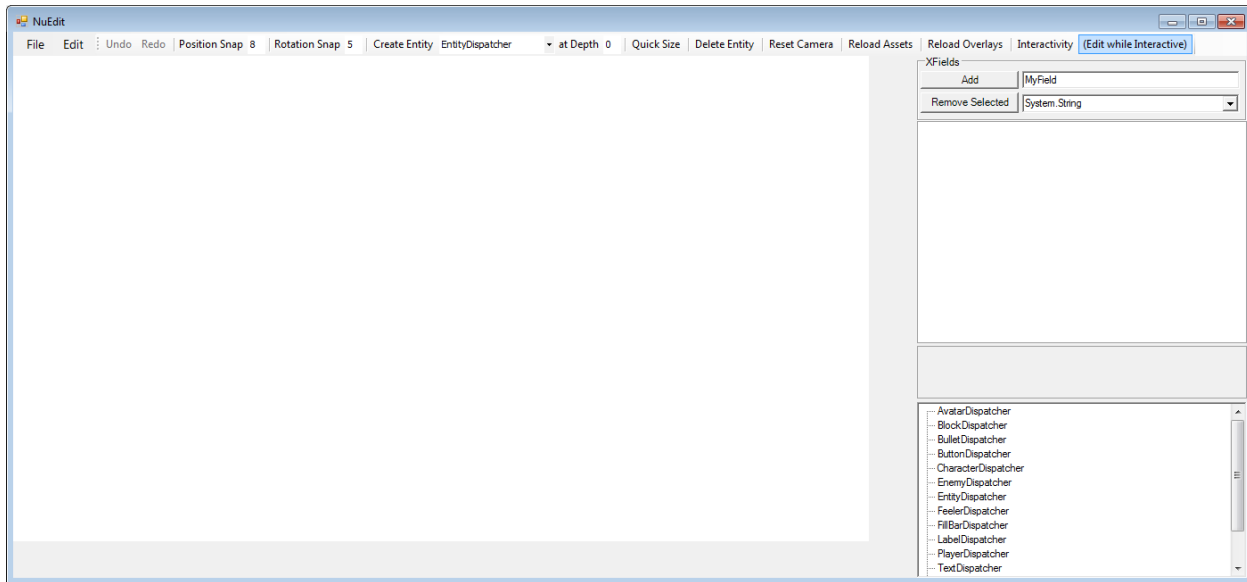 NuEdit
File Edit Undo Redo Position Snap 8 Rotation Snap 5 Create Entity EntityDispatcher at Depth 0 Quick Size Delete Entity Reset Camera Reload Assets Reload Overlays Interactivity (Edit while Interactive)
XFields
Add MyField
Remove Selected System.String
AvatarDispatcher
BlockDispatcher
BulletDispatcher
ButtonDispatcher
CharacterDispatcher
EnemyDispatcher
EntityDispatcher
FeelerDispatcher
FillBarDispatcher
LabelDispatcher
PlayerDispatcher
TextDispatcher